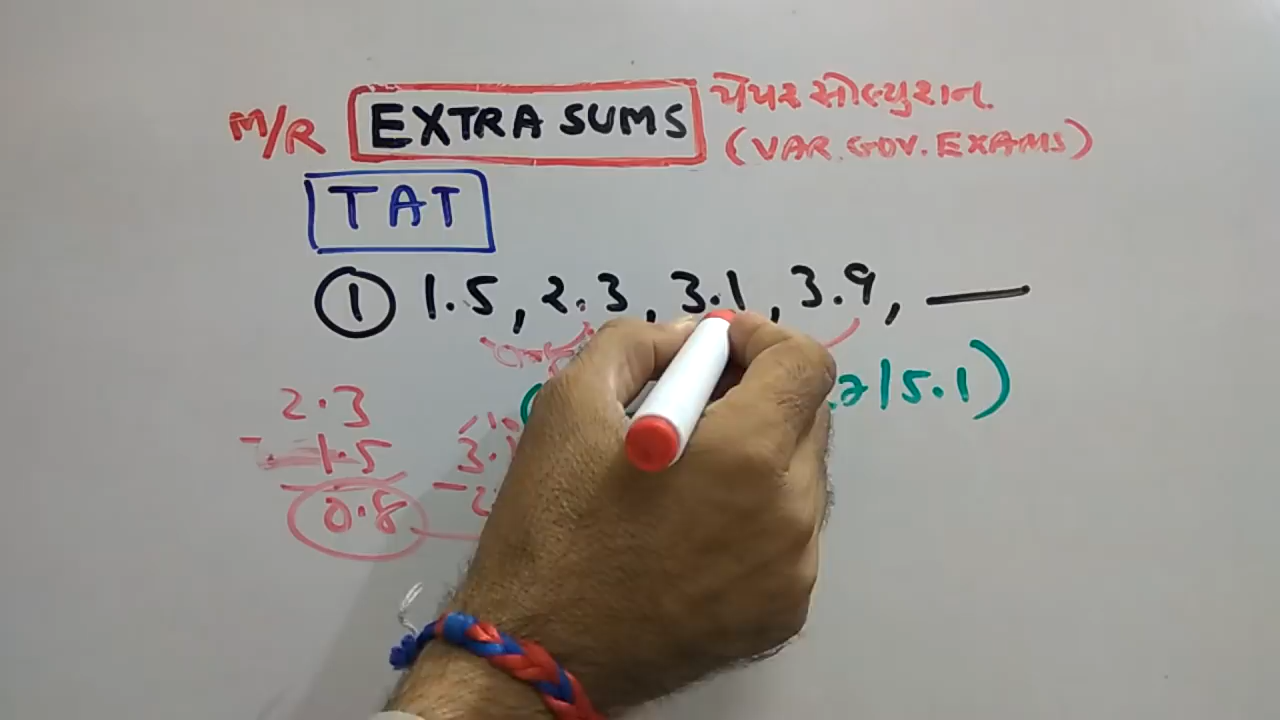 M/R EXTRA SUMS પેપર સોલ્યુશન.
(VAR. GOV. EXAMS)
TAT
① 1.5, 2.3, 3.1, 3.9, ___
/5.1)
2.3
- 1.5
0.8